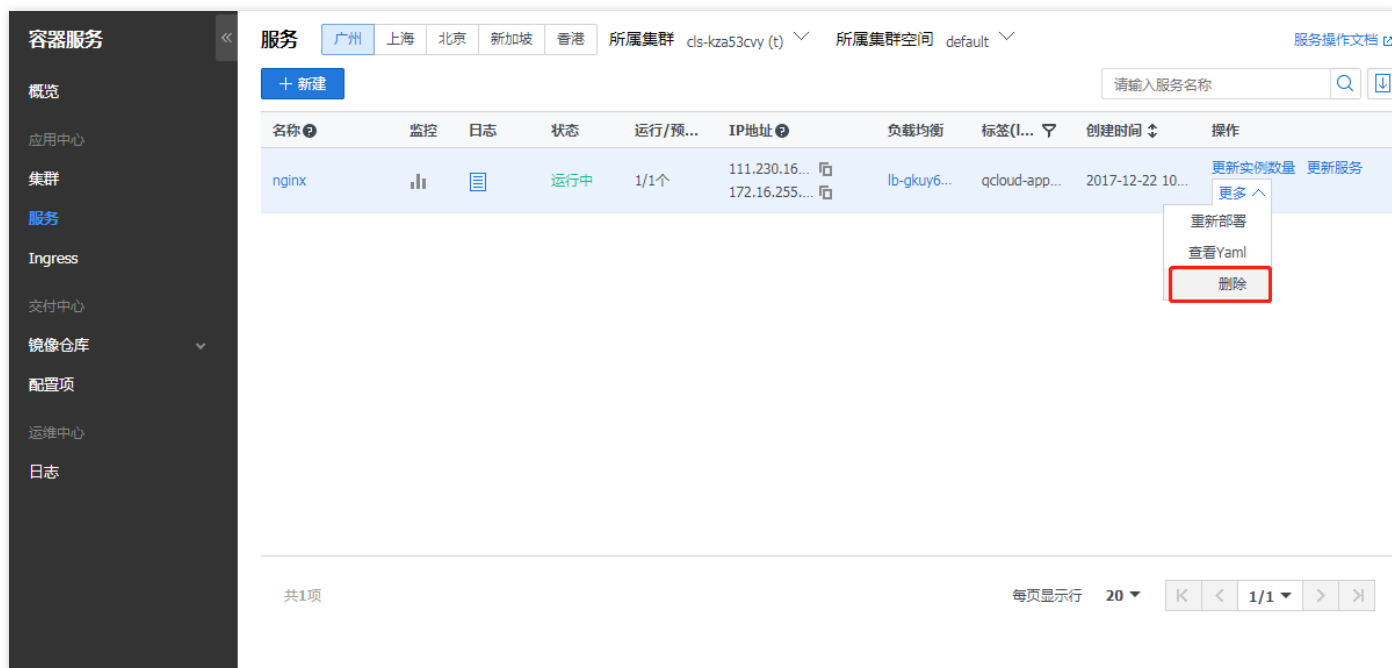 容器服务
概览
应用中心
集群
服务
Ingress
交付中心
镜像仓库
配置项
运维中心
日志
服务 广州 上海 北京 新加坡 香港 所属集群 cls-kza53cvy (t) 所属集群空间 default 服务操作文档
+ 新建 请输入服务名称
名称 监控 日志 状态 运行/预... IP地址 负载均衡 标签(l... 创建时间 操作
nginx 运行中 1/1个 111.230.16... lb-gkuy6... qcloud-app... 2017-12-22 10... 更新实例数量 更新服务
172.16.255.... 更多
重新部署
查看Yaml
删除
共1项 每页显示行 20 1/1